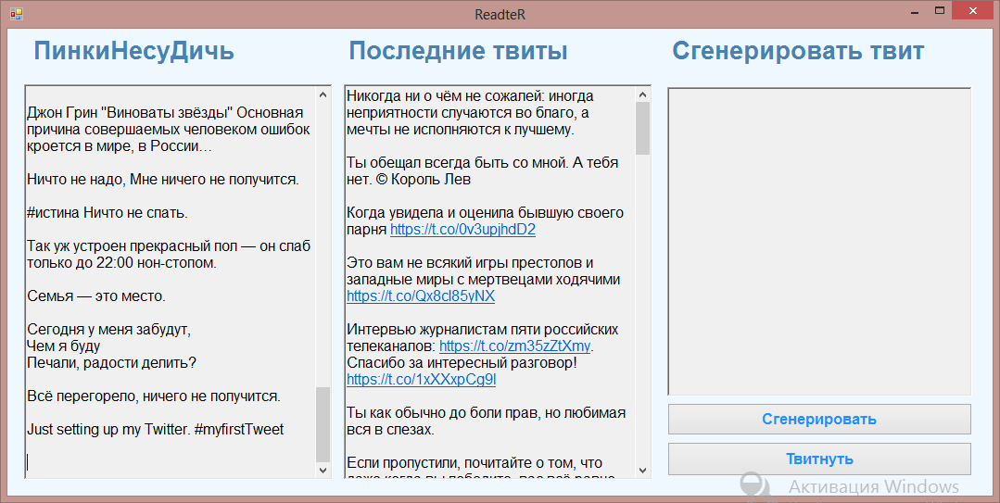 ReadteR
ПинкиНесуДичь
Джон Грин "Виноваты звёзды" Основная
причина совершаемых человеком ошибок
кроется в мире, в России…
Ничто не надо, Мне ничего не получится.
#истина Ничто не спать.
Так уж устроен прекрасный пол — он слаб
только до 22:00 нон-стопом.
Семья — это место.
Сегодня у меня забудут,
Чем я буду
Печали, радости делить?
Всё перегорело, ничего не получится.
Just setting up my Twitter. #myfirstTweet
Последние твиты
Никогда ни о чём не сожалей: иногда
неприятности случаются во благо, а
мечты не исполняются к лучшему.
Ты обещал всегда быть со мной. А тебя
нет. © Король Лев
Когда увидела и оценила бывшую своего
парня https://t.co/0v3upjhdD2
Это вам не всякий игры престолов и
западные миры с мертвецами ходячими
https://t.co/Qx8cl85yNX
Интервью журналистам пяти российских
телеканалов: https://t.co/zm35zZtXmy.
Спасибо за интересный разговор!
https://t.co/1xXXxpCg9l
Ты как обычно до боли прав, но любимая
вся в слезах.
Если пропустили, почитайте о том, что
даже когда вы победите, вас всё равно
Сгенерировать твит
Сгенерировать
Твитнуть
Активация Windows